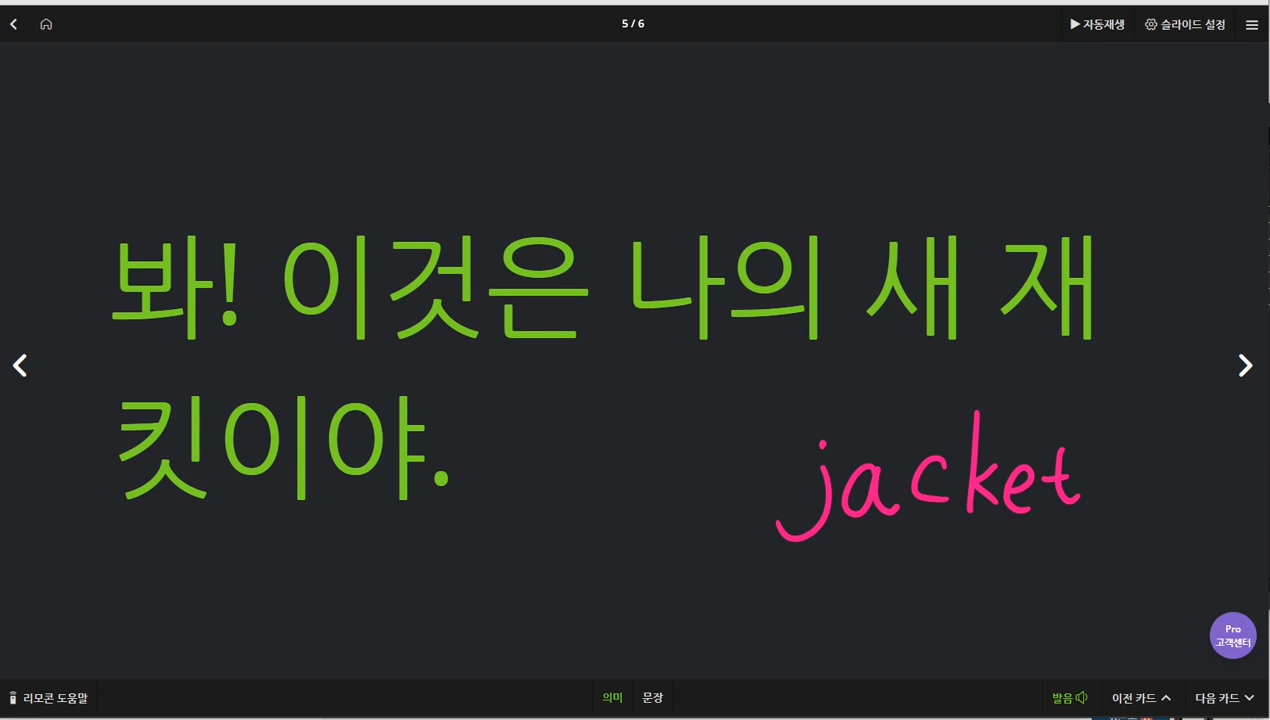 5 / 6
자동재생
슬라이드 설정
봐! 이것은 나의 새 재
킷이야.
jacket
Pro
고객센터
리모콘 도움말
의미
문장
발음
이전 카드
다음 카드